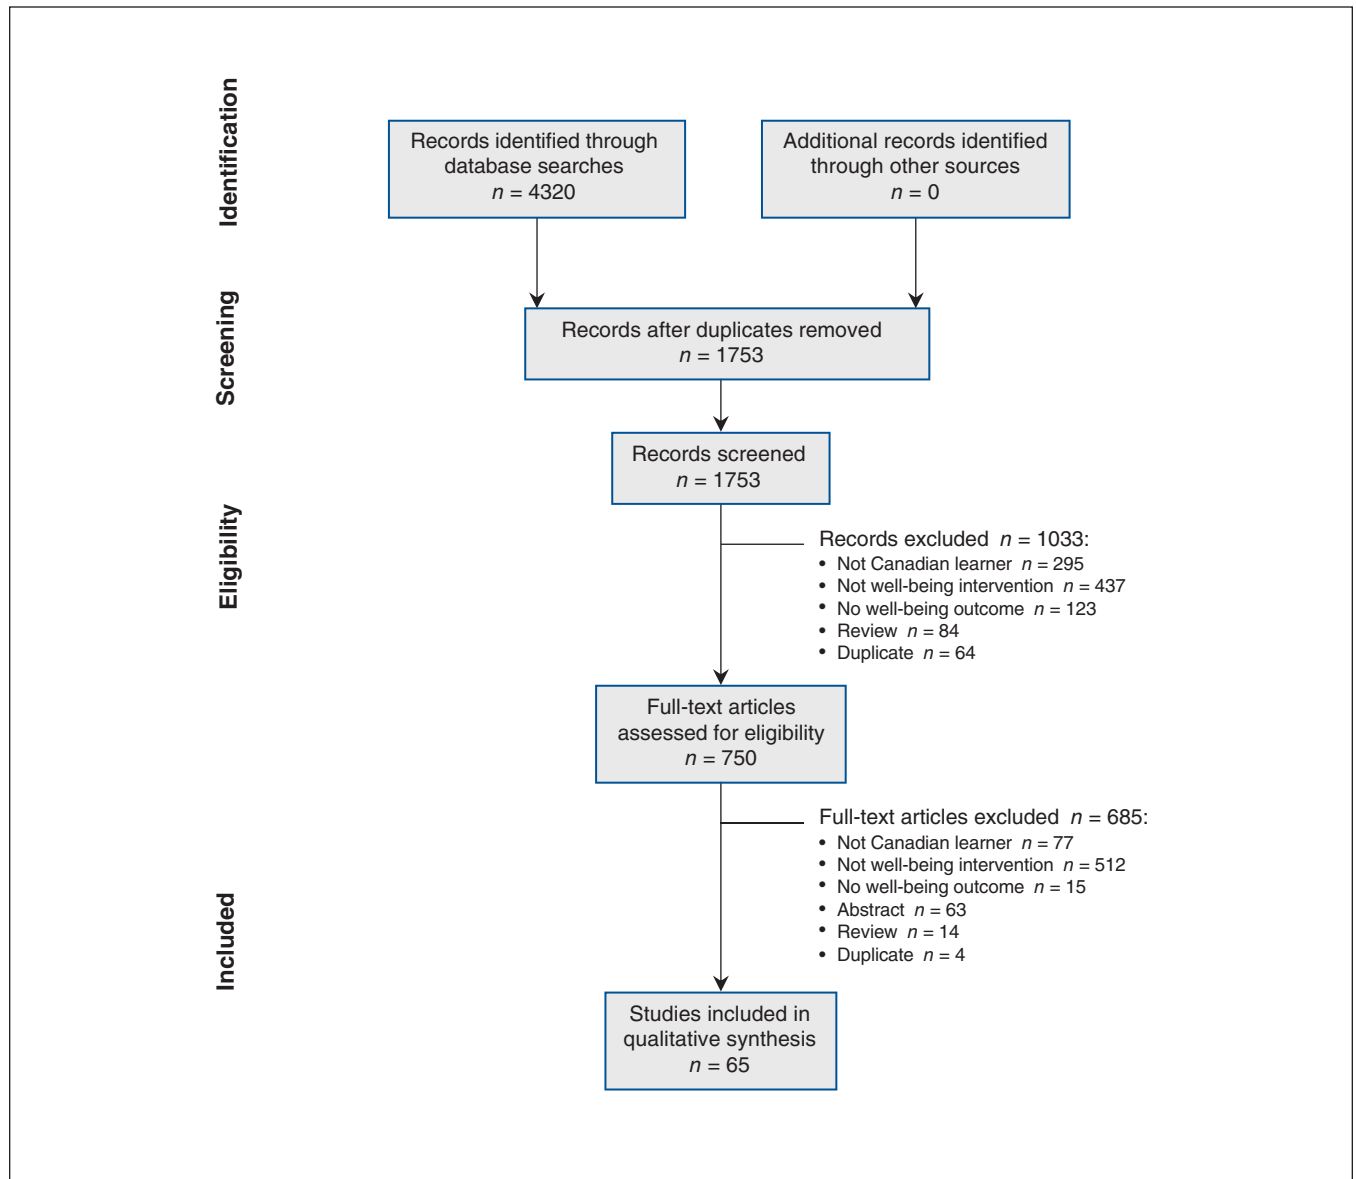 Identification
Records identified through
database searches
n = 4320
Additional records identified
through other sources
n = 0
Screening
Records after duplicates removed
n = 1753
Records screened
n = 1753
Eligibility
Records excluded n = 1033:
• Not Canadian learner n = 295
• Not well-being intervention n = 437
• No well-being outcome n = 123
• Review n = 84
• Duplicate n = 64
Full-text articles
assessed for eligibility
n = 750
Full-text articles excluded n = 685:
• Not Canadian learner n = 77
• Not well-being intervention n = 512
• No well-being outcome n = 15
• Abstract n = 63
• Review n = 14
• Duplicate n = 4
Included
Studies included in
qualitative synthesis
n = 65